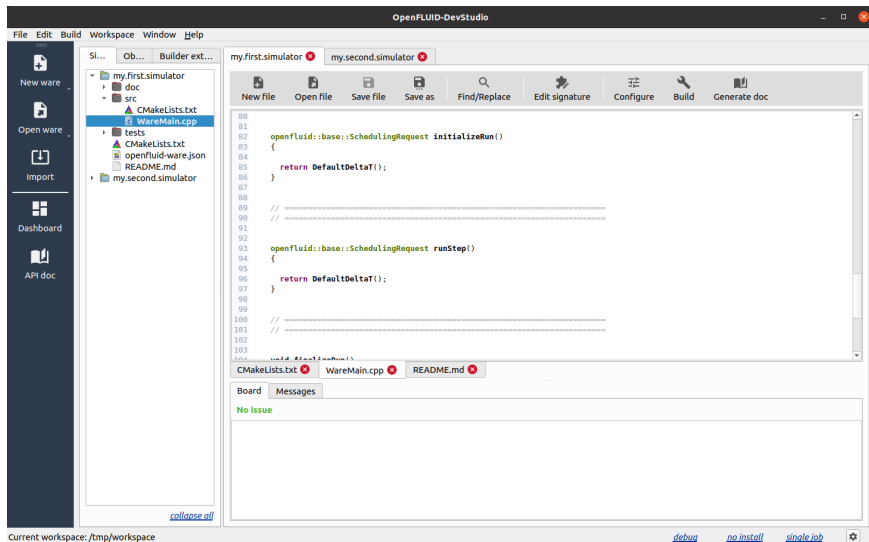 OpenFLUID-DevStudio
File Edit Build Workspace Window Help
New ware
Open ware
Import
Dashboard
API doc
Si... Ob... Builder ext...
my.first.simulator
doc
src
CMakeLists.txt
WareMain.cpp
tests
CMakeLists.txt
openfluid-ware.json
README.md
my.second.simulator
collapse all
my.first.simulator my.second.simulator
New file Open file Save file Save as Find/Replace Edit signature Configure Build Generate doc
80
81
82 openfluid::base::SchedulingRequest initializeRun()
83 {
84
85 return DefaultDeltaT();
86 }
87
88
89 // =====================================================================
90 // =====================================================================
91
92
93 openfluid::base::SchedulingRequest runStep()
94 {
95
96 return DefaultDeltaT();
97 }
98
99
100 // =====================================================================
101 // =====================================================================
102
103
104 void finalizeRun()
CMakeLists.txt WareMain.cpp README.md
Board Messages
No issue
Current workspace: /tmp/workspace debug no install single job